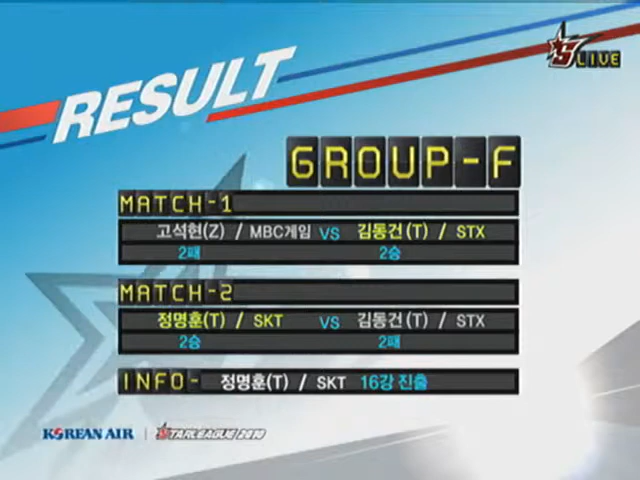 RESULT
LIVE
GROUP-F
MATCH-1
고석현(Z) / MBC게임 VS 김동건(T) / STX
2패 2승
MATCH-2
정명훈(T) / SKT VS 김동건(T) / STX
2승 2패
INFO- 정명훈(T) / SKT 16강 진출
KOREAN AIR | STARLEAGUE 2010